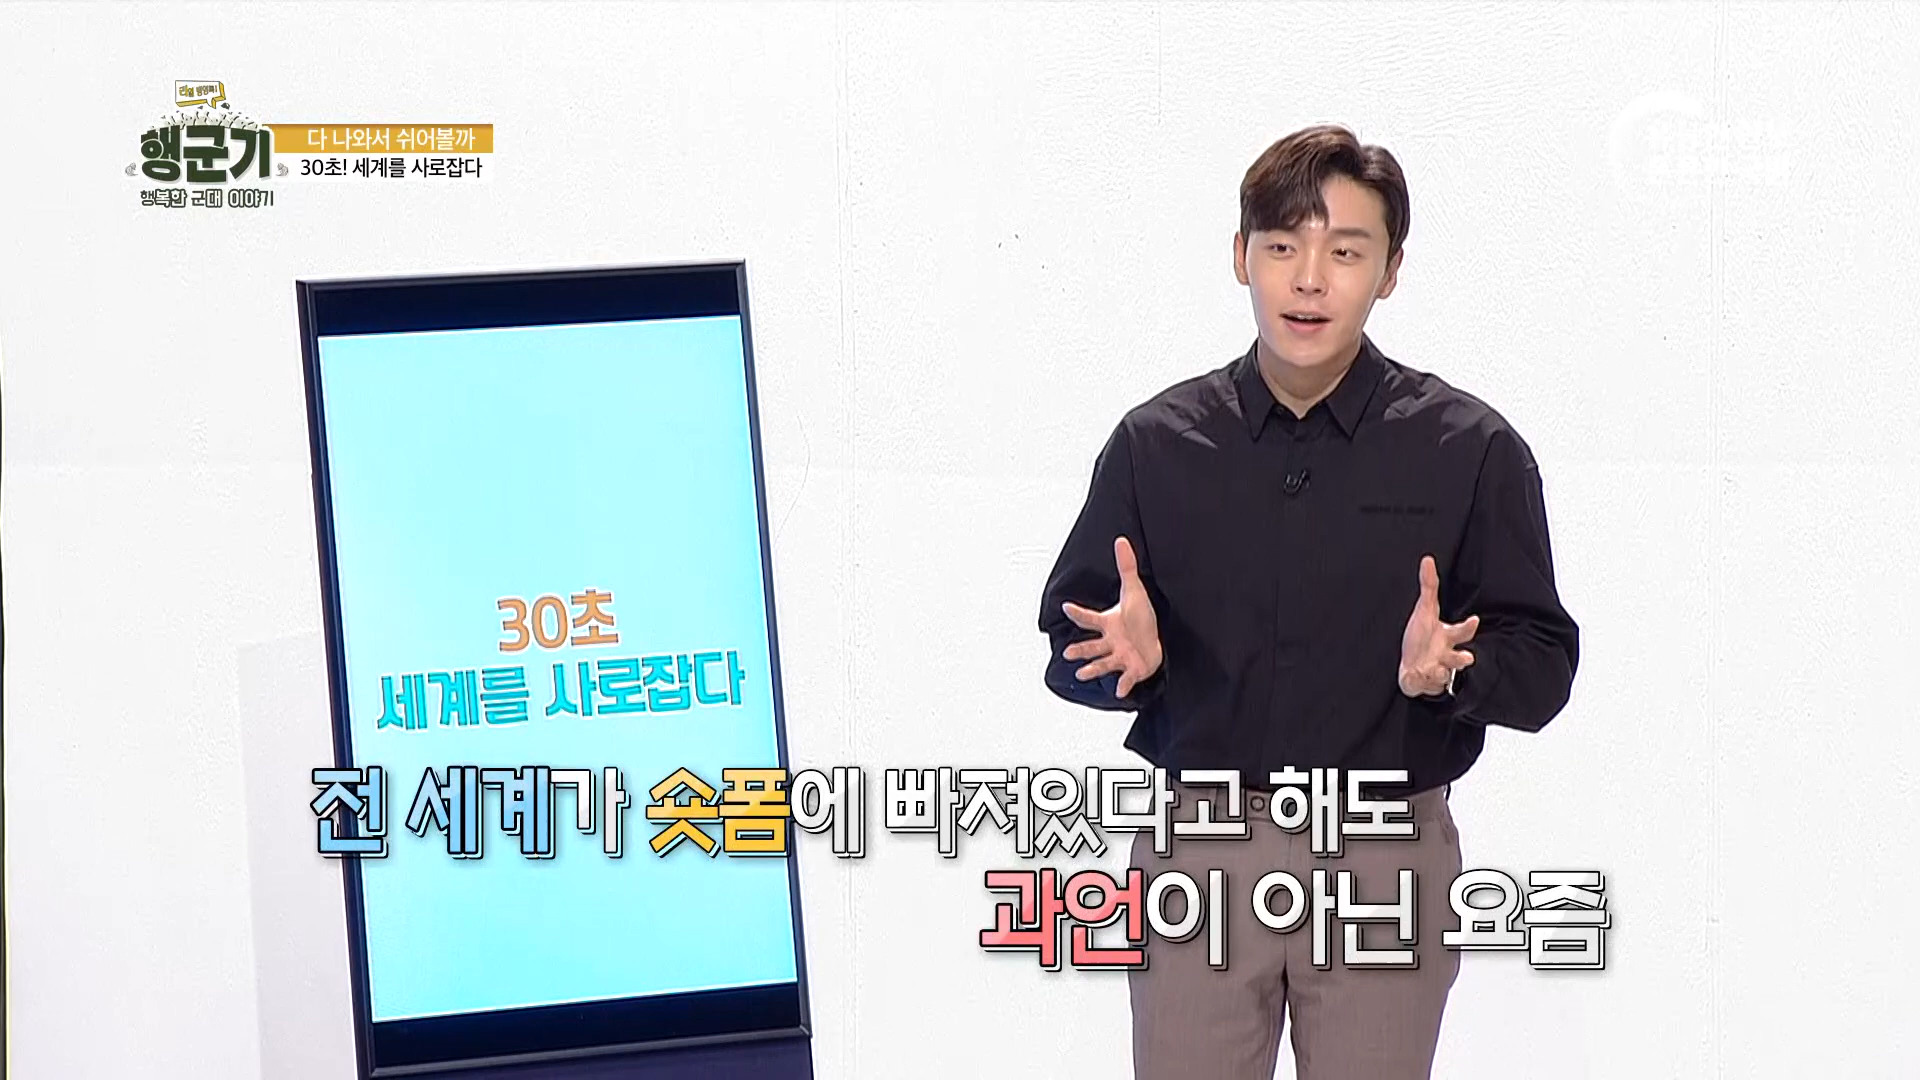 행군기
행복한 군대 이야기
다 나와서 쉬어볼까
30초! 세계를 사로잡다
30초
세계를 사로잡다
전 세계가 숏폼에 빠져있다고 해도
과언이 아닌 요즘